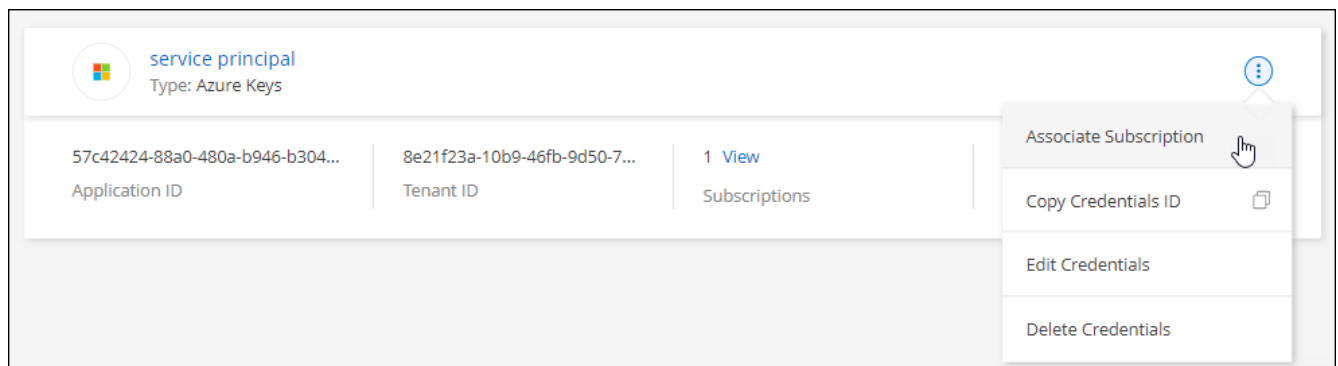 service principal
Type: Azure Keys
57c42424-88a0-480a-b946-b304...
Application ID
8e21f23a-10b9-46fb-9d50-7...
Tenant ID
1 View
Subscriptions
Associate Subscription
Copy Credentials ID
Edit Credentials
Delete Credentials